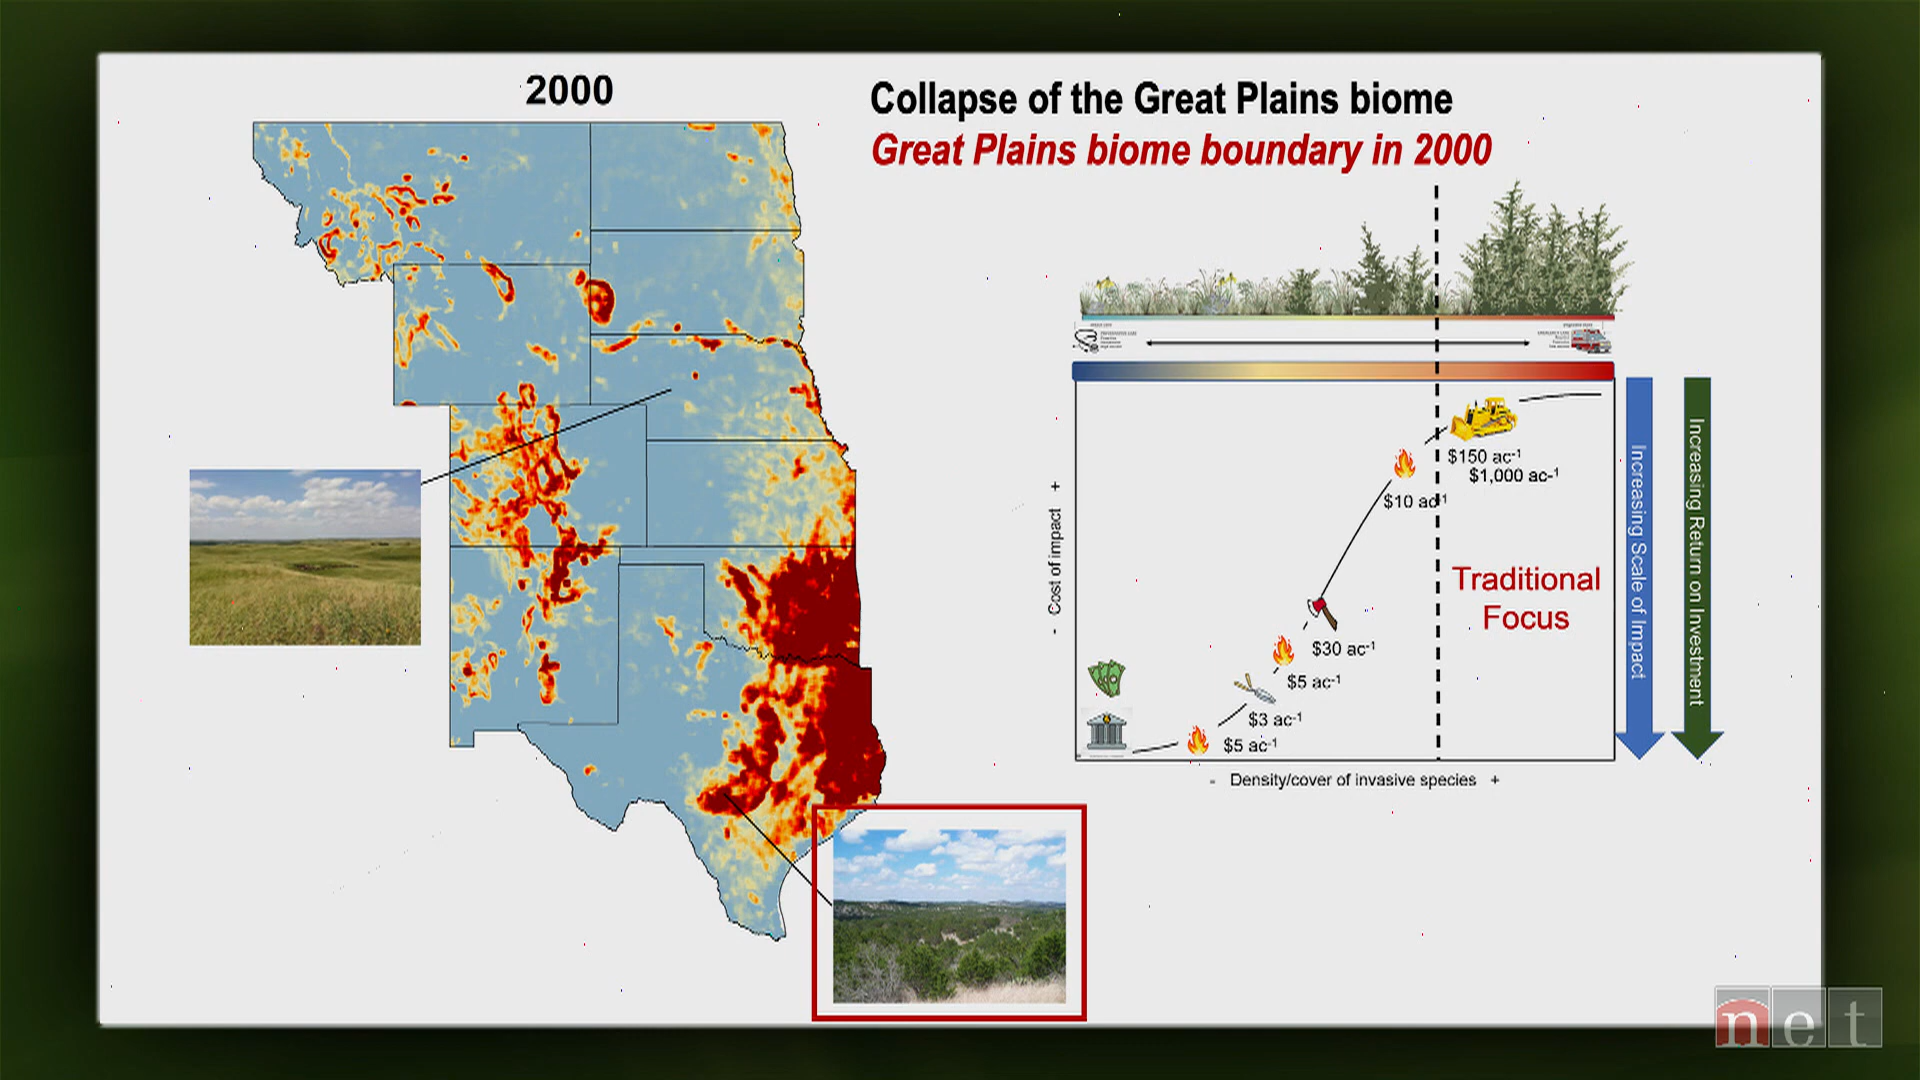 2000
Collapse of the Great Plains biome
Great Plains biome boundary in 2000
$150 ac-1
$1,000 ac-1
$10 ac-1
Traditional
Focus
$30 ac-1
$5 ac-1
$3 ac-1
$5 ac-1
- Cost of impact +
- Density/cover of invasive species +
Increasing Scale of Impact
Increasing Return on Investment
net